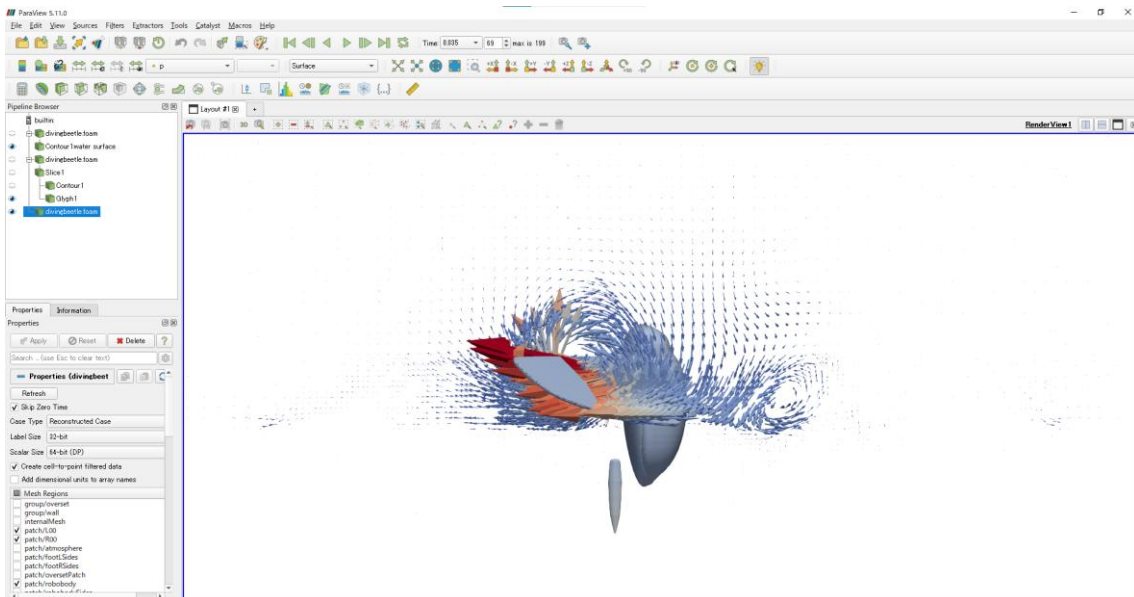 ParaView 5.11.0
File Edit View Sources Filters Extractors Tools Catalyst Macros Help
Time: 0.035 69 max is 199
p Surface
Pipeline Browser
Layout #1
builtin:
divingbeetle.foam
Contour1water surface
divingbeetle.foam
Slice1
Contour1
Glyph1
divingbeetle.foam
RenderView1
Properties Information
Properties
Apply Reset Delete ?
Search ... (use Esc to clear text)
Properties (divingbeet
Refresh
Skip Zero Time
Case Type Reconstructed Case
Label Size 32-bit
Scalar Size 64-bit (DP)
Create cell-to-point filtered data
Add dimensional units to array names
Mesh Regions
group/overset
group/wall
internalMesh
patch/L00
patch/R00
patch/atmosphere
patch/footLSides
patch/footRSides
patch/oversetPatch
patch/robobody